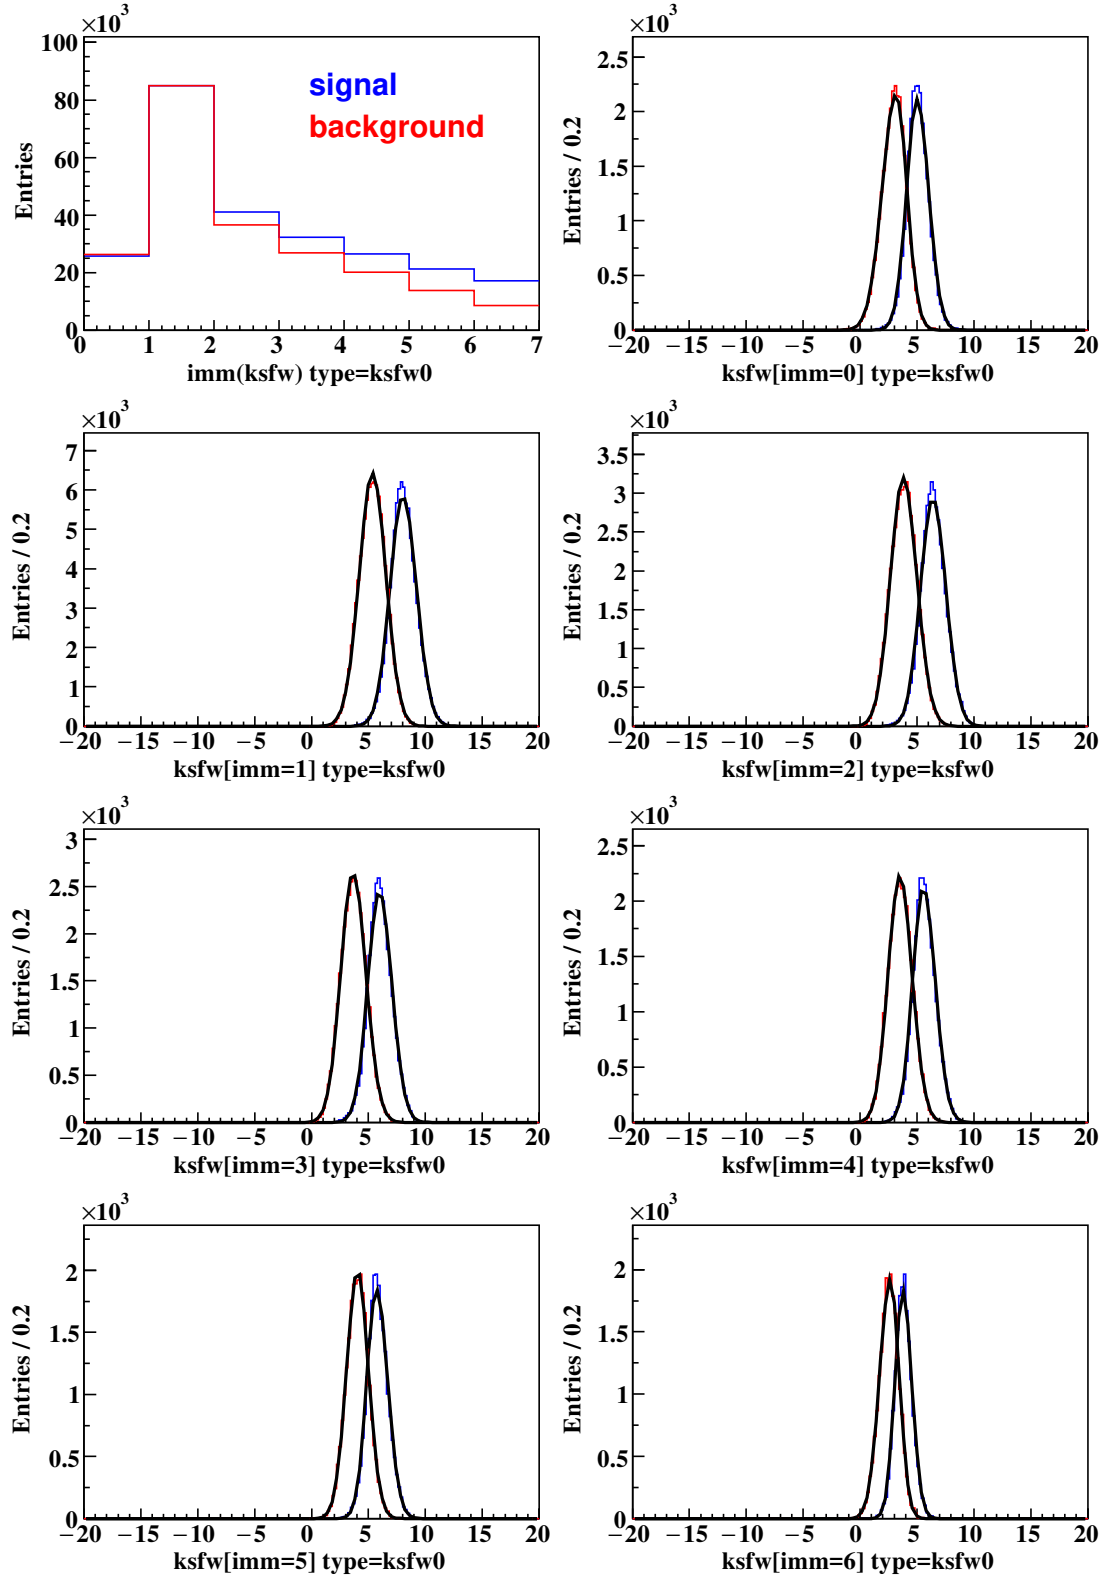 ×10³
100
80
60
40
20
0
Entries
signal
background
0 1 2 3 4 5 6 7
imm(ksfw) type=ksfw0
×10³
2.5
2
1.5
1
0.5
0
Entries / 0.2
−20 −15 −10 −5 0 5 10 15 20
ksfw[imm=0] type=ksfw0
×10³
7
6
5
4
3
2
1
0
Entries / 0.2
−20 −15 −10 −5 0 5 10 15 20
ksfw[imm=1] type=ksfw0
×10³
3.5
3
2.5
2
1.5
1
0.5
0
Entries / 0.2
−20 −15 −10 −5 0 5 10 15 20
ksfw[imm=2] type=ksfw0
×10³
3
2.5
2
1.5
1
0.5
0
Entries / 0.2
−20 −15 −10 −5 0 5 10 15 20
ksfw[imm=3] type=ksfw0
×10³
2.5
2
1.5
1
0.5
0
Entries / 0.2
−20 −15 −10 −5 0 5 10 15 20
ksfw[imm=4] type=ksfw0
×10³
2
1.5
1
0.5
0
Entries / 0.2
−20 −15 −10 −5 0 5 10 15 20
ksfw[imm=5] type=ksfw0
×10³
2
1.5
1
0.5
0
Entries / 0.2
−20 −15 −10 −5 0 5 10 15 20
ksfw[imm=6] type=ksfw0